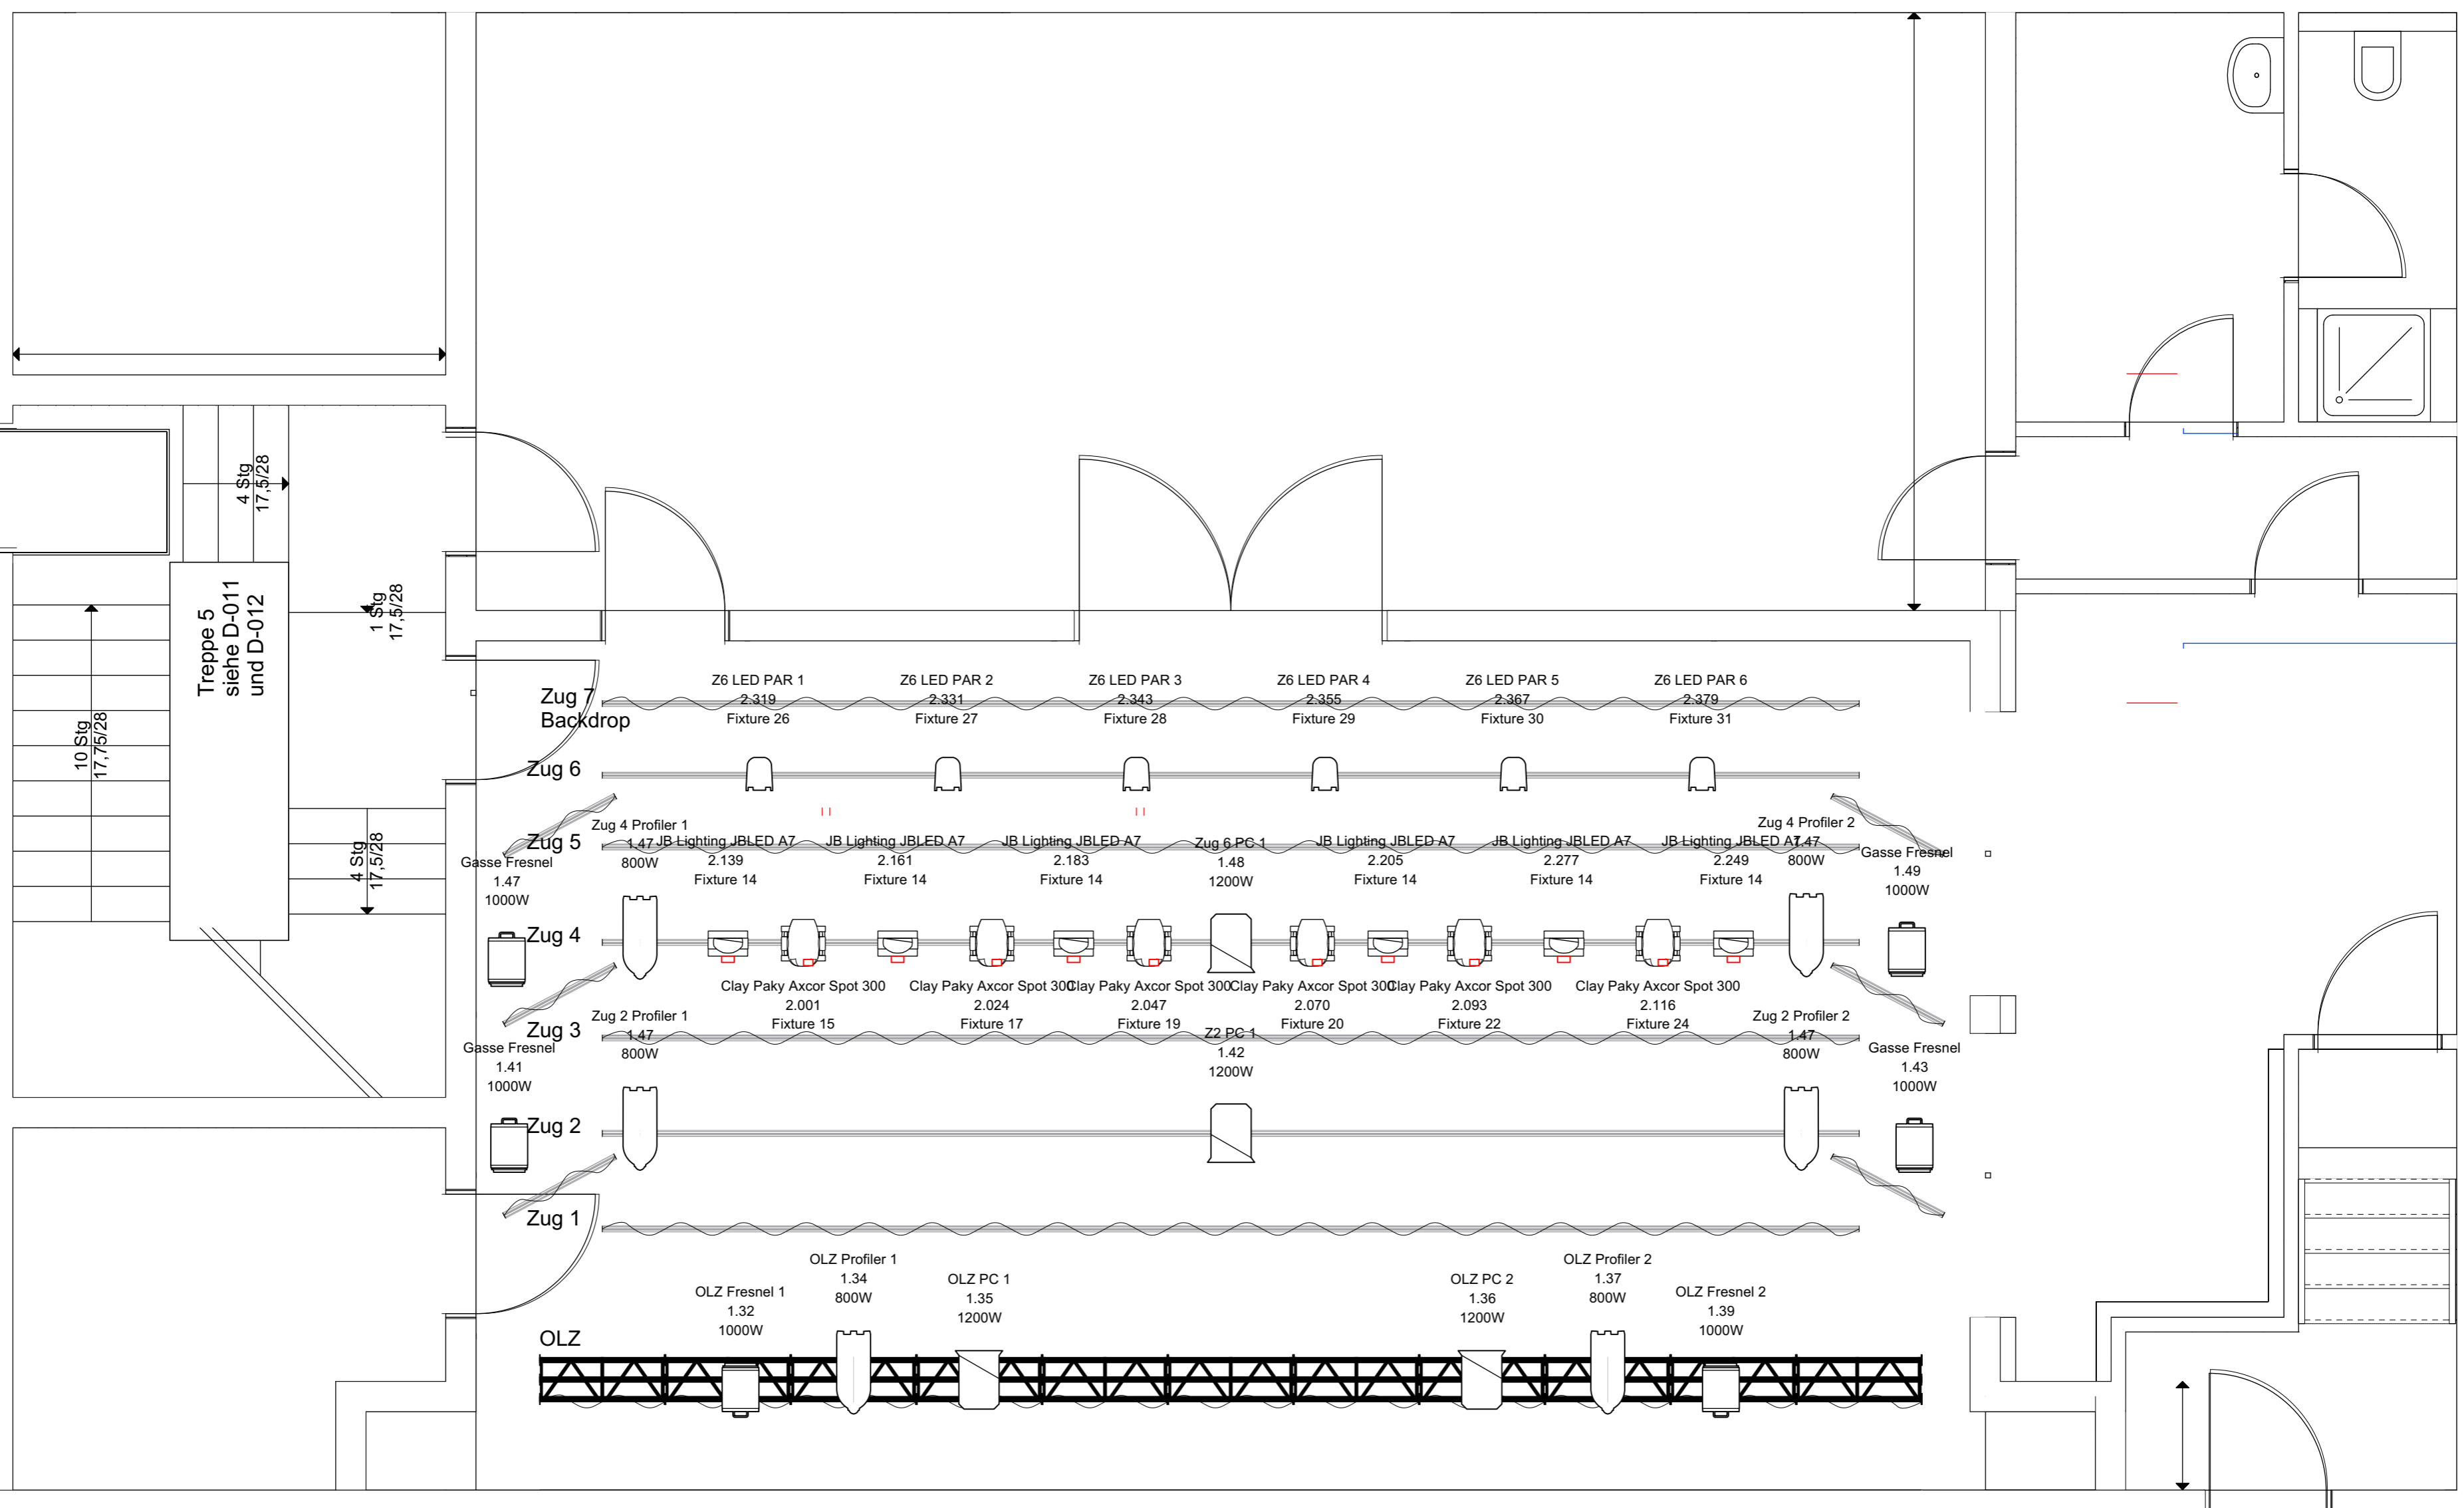 4 Stg
17,5/28
1 Stg
17,5/28
Treppe 5
siehe D-011
und D-012
10 Stg
17,75/28
4 Stg
17,5/28
Zug 7
Backdrop
Z6 LED PAR 1
2.319
Fixture 26
Z6 LED PAR 2
2.331
Fixture 27
Z6 LED PAR 3
2.343
Fixture 28
Z6 LED PAR 4
2.355
Fixture 29
Z6 LED PAR 5
2.367
Fixture 30
Z6 LED PAR 6
2.379
Fixture 31
Zug 6
Zug 5
Gasse Fresnel
1.47
1000W
Zug 4 Profiler 1
1.47
800W
JB Lighting JBLED A7
2.139
Fixture 14
JB Lighting JBLED A7
2.161
Fixture 14
JB Lighting JBLED A7
2.183
Fixture 14
Zug 6 PC 1
1.48
1200W
JB Lighting JBLED A7
2.205
Fixture 14
JB Lighting JBLED A7
2.277
Fixture 14
JB Lighting JBLED A7
2.249
Fixture 14
Zug 4 Profiler 2
1.47
800W
Gasse Fresnel
1.49
1000W
Zug 4
Clay Paky Axcor Spot 300
2.001
Fixture 15
Clay Paky Axcor Spot 300
2.024
Fixture 17
Clay Paky Axcor Spot 300
2.047
Fixture 19
Clay Paky Axcor Spot 300
2.070
Fixture 20
Clay Paky Axcor Spot 300
2.093
Fixture 22
Clay Paky Axcor Spot 300
2.116
Fixture 24
Zug 3
Gasse Fresnel
1.41
1000W
Zug 2 Profiler 1
1.47
800W
Z2 PC 1
1.42
1200W
Zug 2 Profiler 2
1.47
800W
Gasse Fresnel
1.43
1000W
Zug 2
Zug 1
OLZ
OLZ Fresnel 1
1.32
1000W
OLZ Profiler 1
1.34
800W
OLZ PC 1
1.35
1200W
OLZ PC 2
1.36
1200W
OLZ Profiler 2
1.37
800W
OLZ Fresnel 2
1.39
1000W